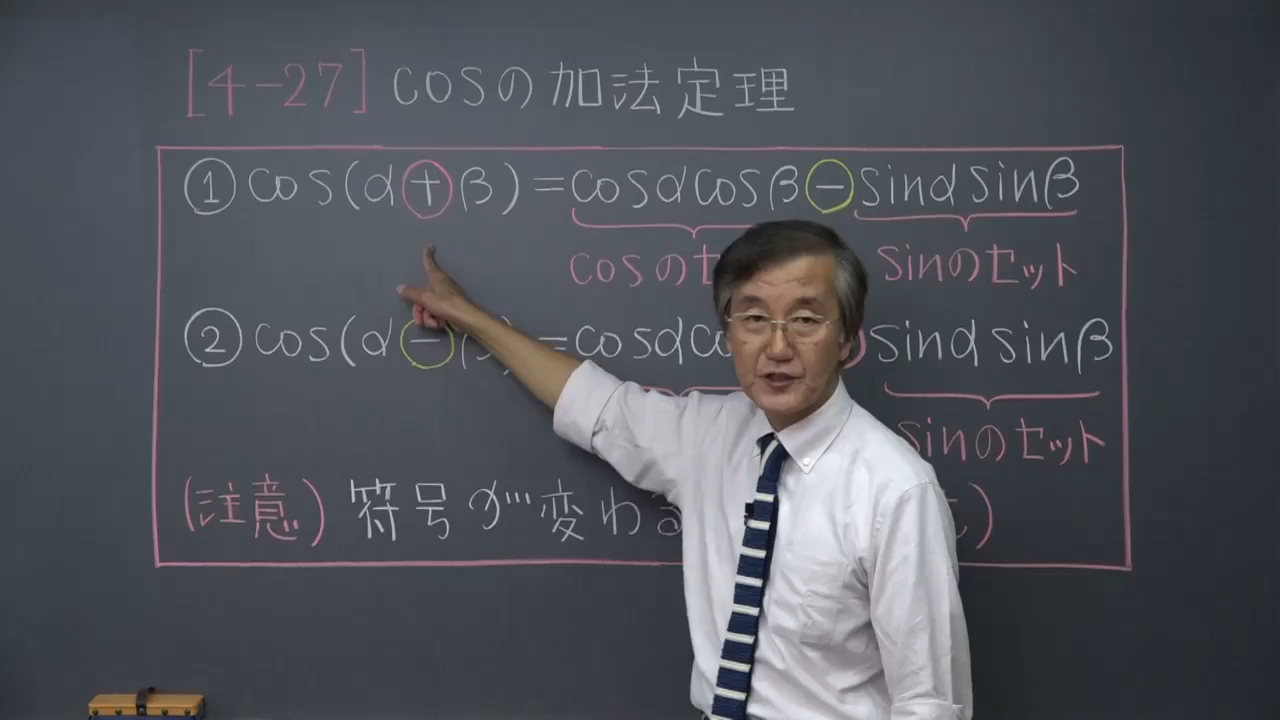 [4-27] cosの加法定理
① cos(α+β)=cosαcosβ-sinαsinβ
cosの sinのセット
② cos(α-β)=cosα sinαsinβ
sinのセット
(注意) 符号が変わる )